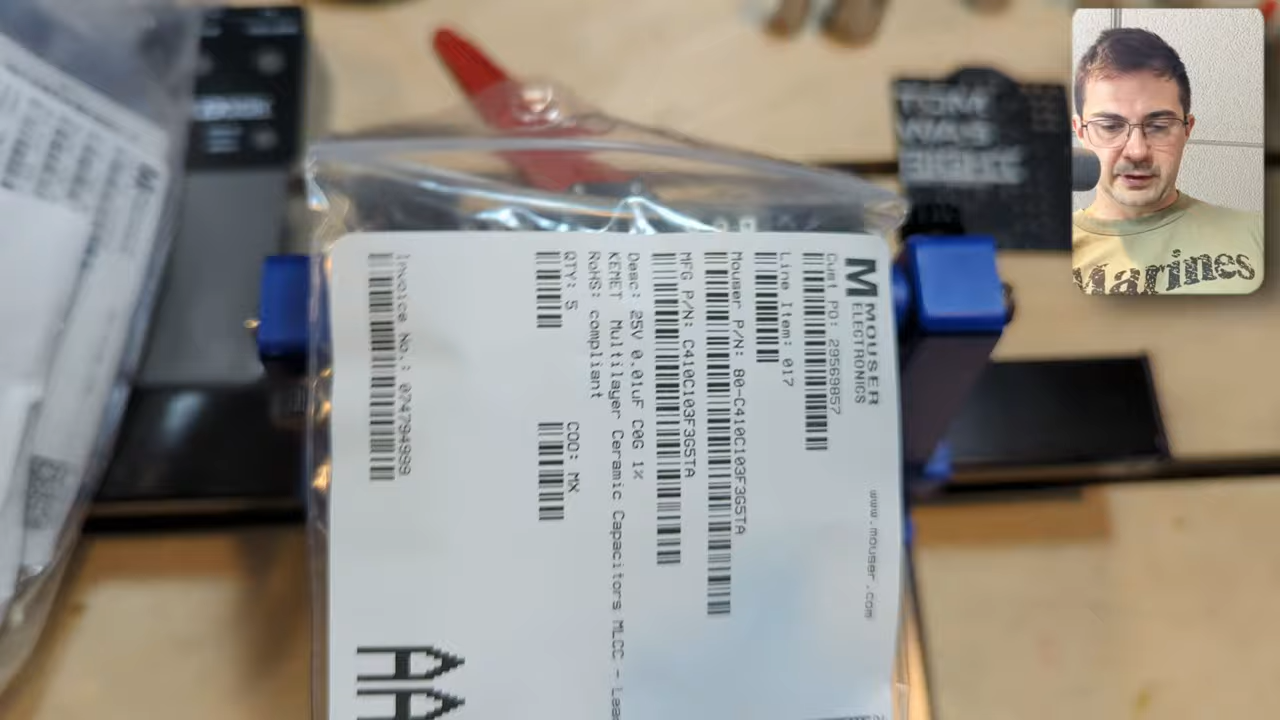 MOUSER
ELECTRONICS
www.mouser.com
Cust PO: 29569857
Line Item: 017
Mouser P/N: 80-C410C103F3G5TA
MFG P/N: C410C103F3G5TA
Desc: 25V 0.01uF C0G 1%
KEMET Multilayer Ceramic Capacitors MLCC - Lea
RoHS: compliant
QTY: 5
COO: MX
Invoice No.: 074794999
AA
TOM
WAS
Marines